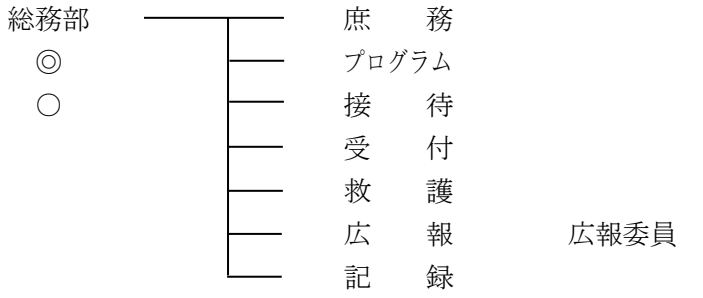 総務部 庶　務
◎ プログラム
○ 接　待
受　付
救　護
広　報 広報委員
記　録